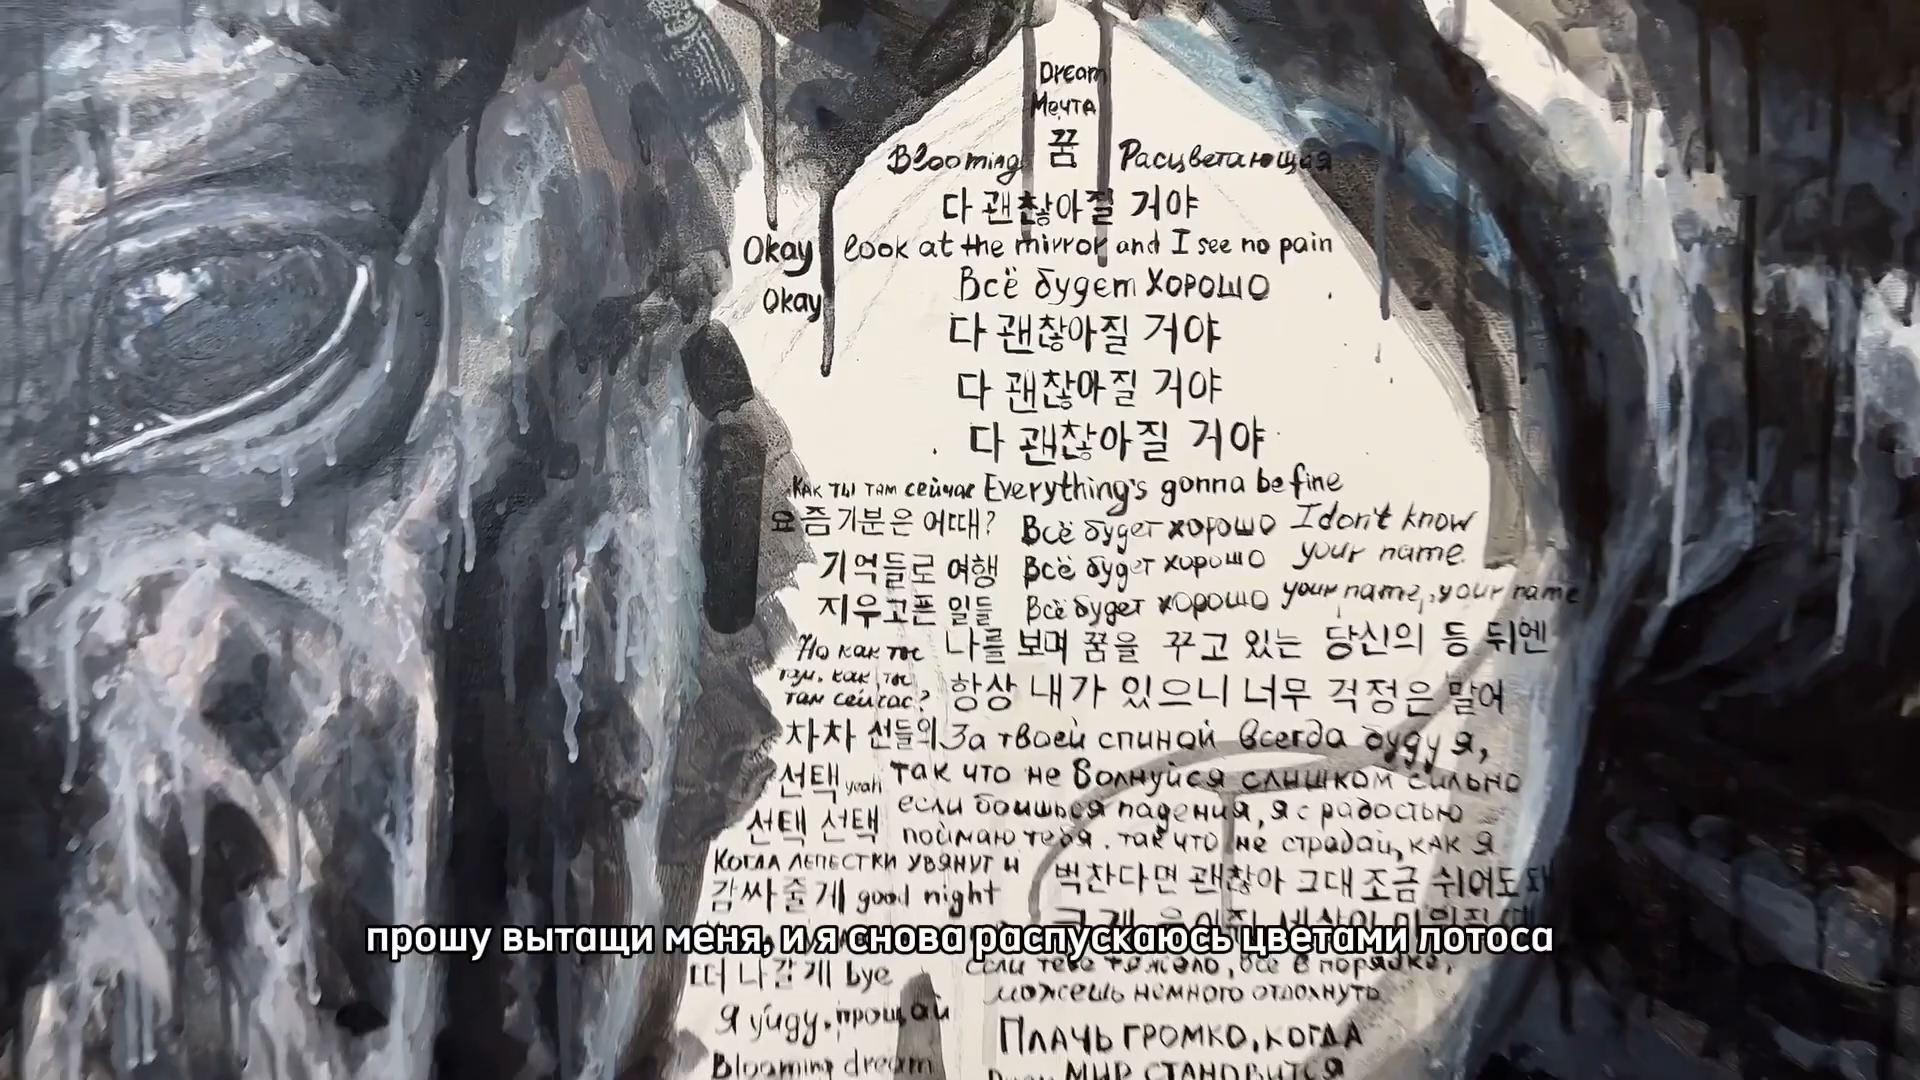 Dream
Мечта
Blooming 꿈 Расцветающая
다 괜찮아질 거야
Okay look at the mirror and I see no pain
Okay Всё будет ХОРОШО
다 괜찮아질 거야
다 괜찮아질 거야
다 괜찮아질 거야
Как ты там сейчас Everything's gonna be fine
요즘 기분은 어때? Всё будет хорошо I don't know
your name.
기억들로 여행 Всё будет хорошо
지우고픈 일들 Всё будет хорошо your name, your name
Но как ты 나를 보며 꿈을 꾸고 있는 당신의 등 뒤엔
там, как ты
там сейчас? 항상 내가 있으니 너무 걱정은 말어
차차 선들의 За твоей спиной всегда буду я,
선택 yeah так что не волнуйся слишком сильно
если боишься падения, я с радостью
선택 선택 поймаю тебя. так что не страдай, как я
Когда лепестки увянут и
벅찬다면 괜찮아 그대 조금 쉬어도 돼
감싸 줄게 good night
прошу вытащи меня, и я снова распускаюсь цветами лотоса
떠나갈게 bye
если тебе тяжело, всё в порядке,
можешь немного отдохнуть
Я уйду, прощай
ПЛАЧЬ ГРОМКО, КОГДА
Blooming dream
МИР СТАНОВИТСЯ